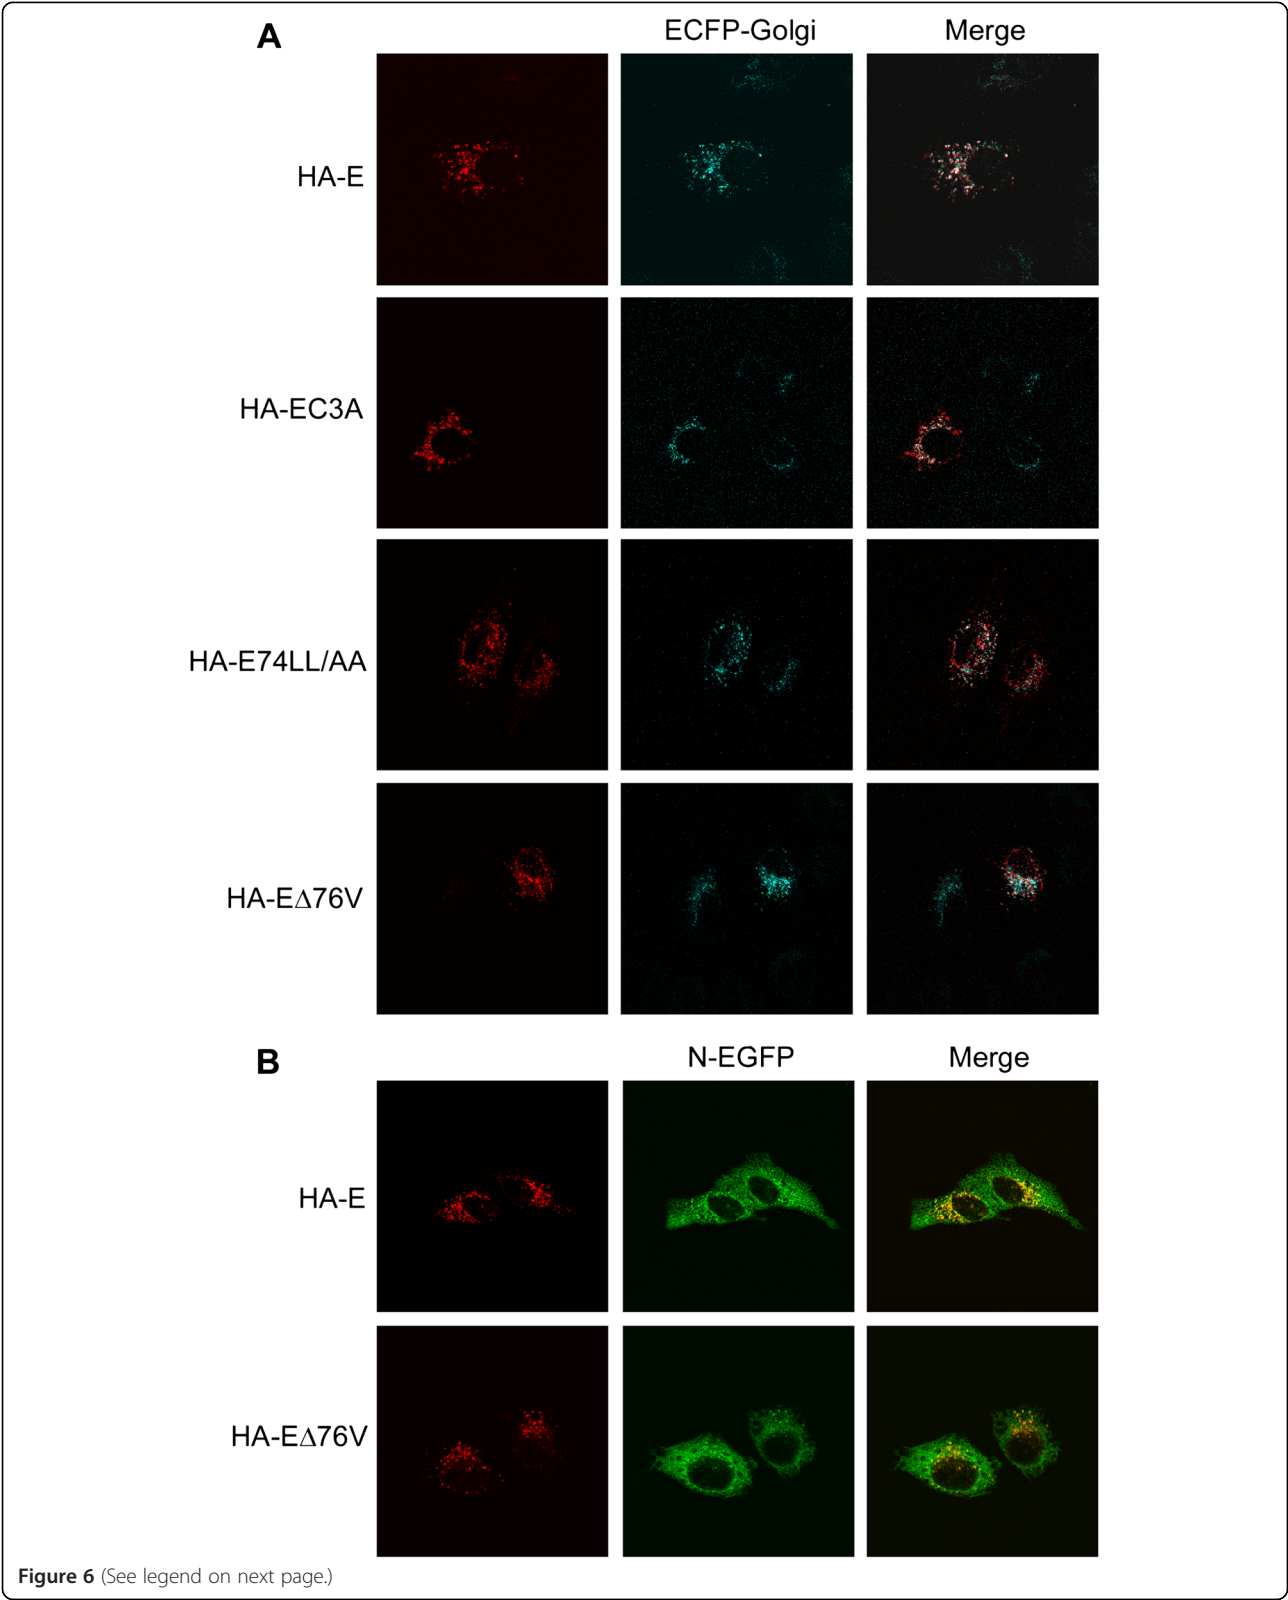 A
ECFP-Golgi Merge
HA-E
HA-EC3A
HA-E74LL/AA
HA-EΔ76V
B
N-EGFP Merge
HA-E
HA-EΔ76V
Figure 6 (See legend on next page.)